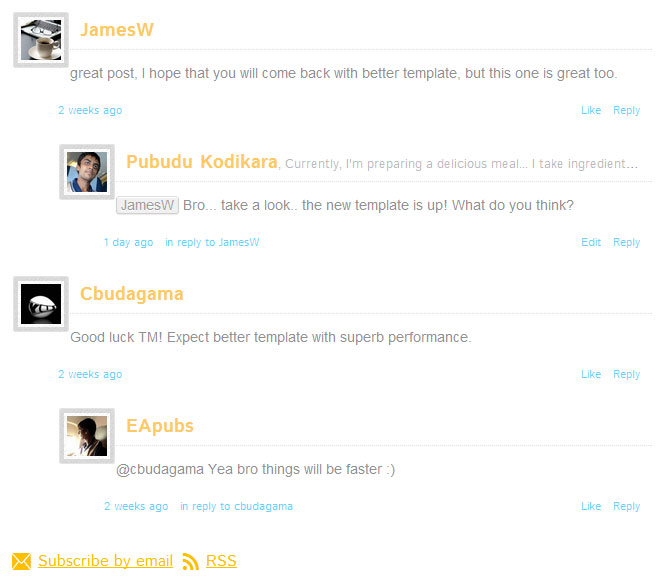 JamesW
great post, I hope that you will come back with better template, but this one is great too.
2 weeks ago Like Reply
Pubudu Kodikara, Currently, I'm preparing a delicious meal... I take ingredient...
JamesW Bro... take a look.. the new template is up! What do you think?
1 day ago in reply to JamesW Edit Reply
Cbudagama
Good luck TM! Expect better template with superb performance.
2 weeks ago Like Reply
EApubs
@cbudagama Yea bro things will be faster :)
2 weeks ago in reply to cbudagama Like Reply
Subscribe by email RSS